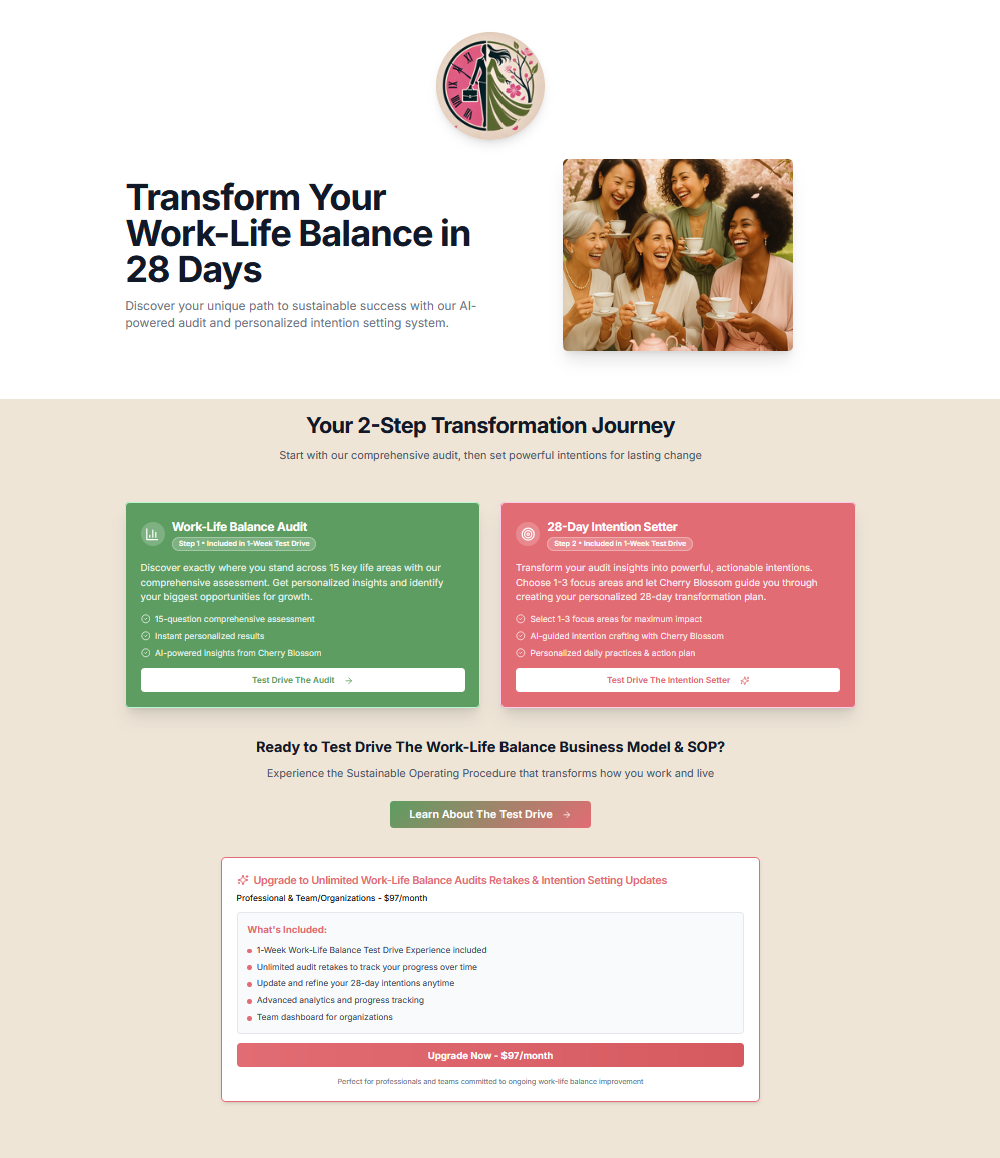 Transform Your
Work-Life Balance in
28 Days
Discover your unique path to sustainable success with our AI-
powered audit and personalized intention setting system.
Your 2-Step Transformation Journey
Start with our comprehensive audit, then set powerful intentions for lasting change
Work-Life Balance Audit
Step 1 • Included in 1-Week Test Drive
Discover exactly where you stand across 15 key life areas with our
comprehensive assessment. Get personalized insights and identify
your biggest opportunities for growth.
15-question comprehensive assessment
Instant personalized results
AI-powered insights from Cherry Blossom
Test Drive The Audit
28-Day Intention Setter
Step 2 • Included in 1-Week Test Drive
Transform your audit insights into powerful, actionable intentions.
Choose 1-3 focus areas and let Cherry Blossom guide you through
creating your personalized 28-day transformation plan.
Select 1-3 focus areas for maximum impact
AI-guided intention crafting with Cherry Blossom
Personalized daily practices & action plan
Test Drive The Intention Setter
Ready to Test Drive The Work-Life Balance Business Model & SOP?
Experience the Sustainable Operating Procedure that transforms how you work and live
Learn About The Test Drive
Upgrade to Unlimited Work-Life Balance Audits Retakes & Intention Setting Updates
Professional & Team/Organizations - $97/month
What's Included:
1-Week Work-Life Balance Test Drive Experience included
Unlimited audit retakes to track your progress over time
Update and refine your 28-day intentions anytime
Advanced analytics and progress tracking
Team dashboard for organizations
Upgrade Now - $97/month
Perfect for professionals and teams committed to ongoing work-life balance improvement